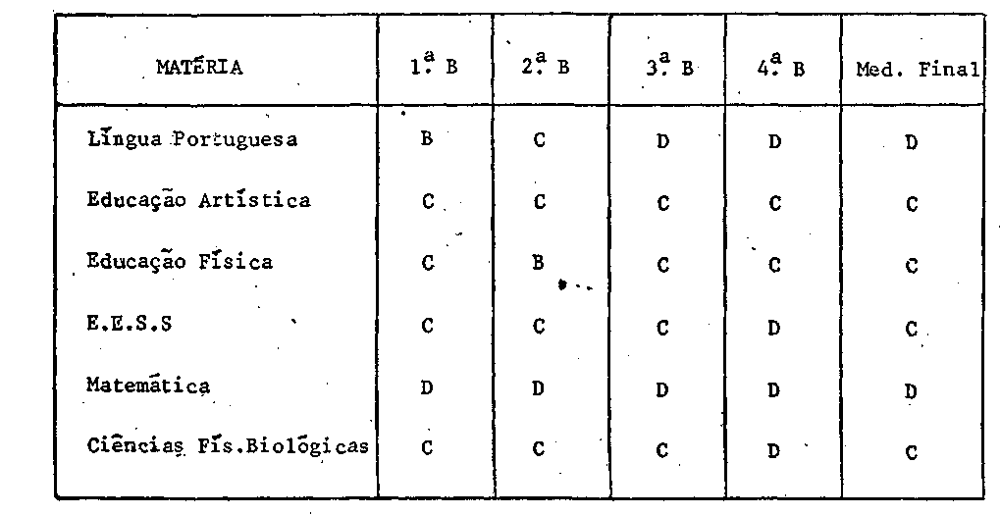 MATÉRIA 1ª. B 2ª. B 3ª. B 4ª. B Med. Final
Língua Portuguesa B C D D D
Educação Artística C C C C C
Educação Física C B C C C
E.E.S.S C C C D C
Matemática D D D D D
Ciências Fís.Biológicas C C C D C